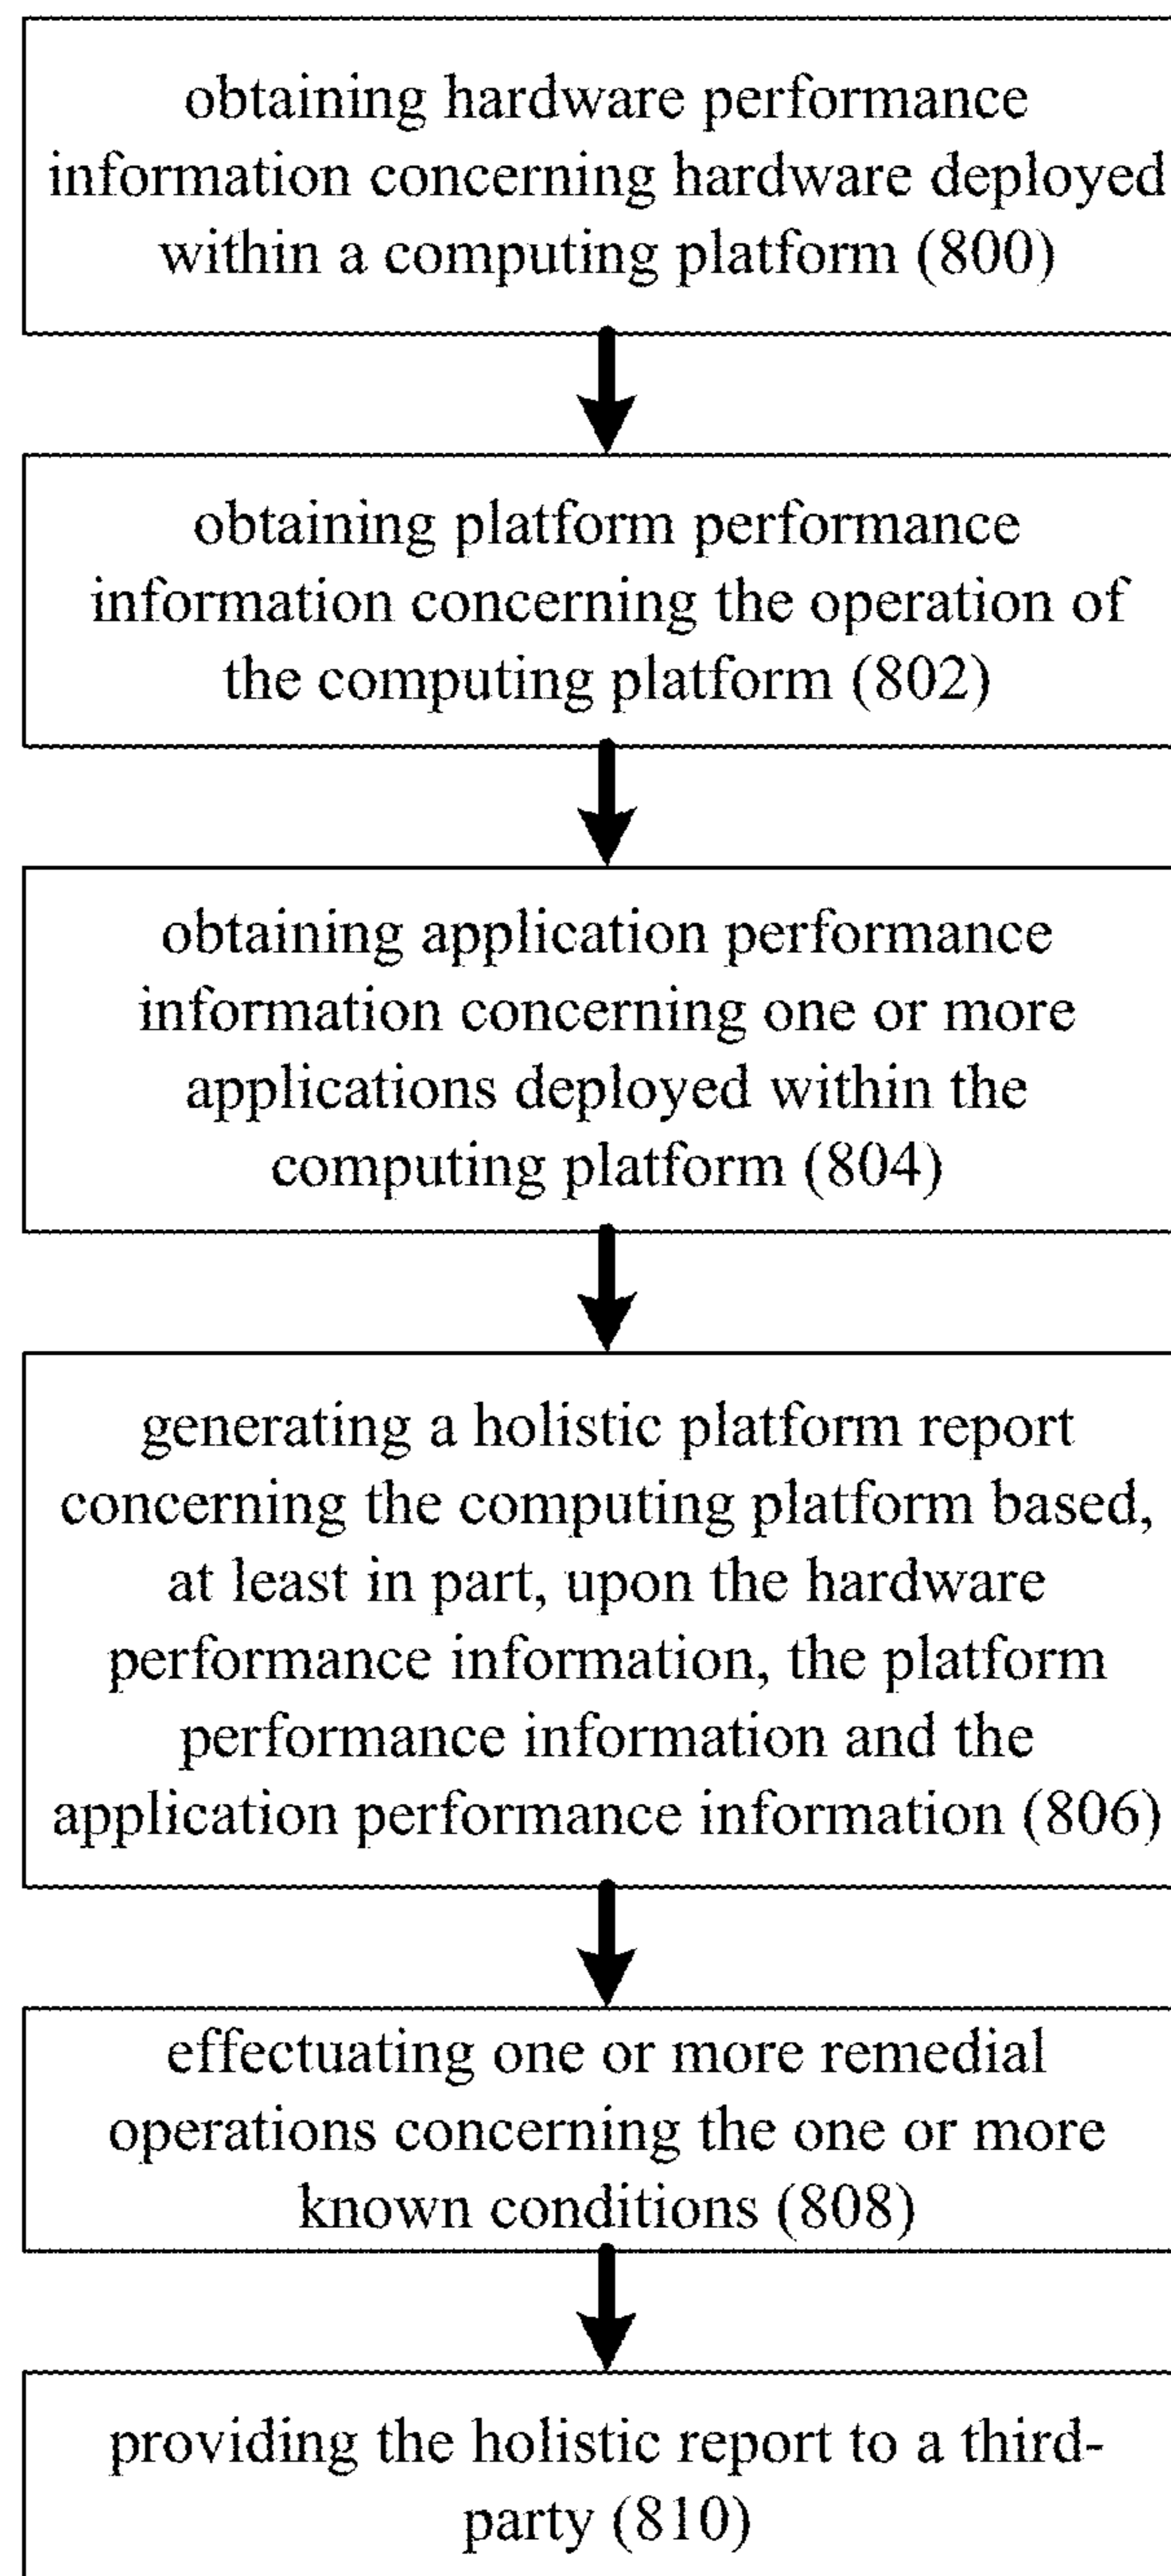 obtaining hardware performance
information concerning hardware deployed
within a computing platform (800)
obtaining platform performance
information concerning the operation of
the computing platform (802)
obtaining application performance
information concerning one or more
applications deployed within the
computing platform (804)
generating a holistic platform report
concerning the computing platform based,
at least in part, upon the hardware
performance information, the platform
performance information and the
application performance information (806)
effectuating one or more remedial
operations concerning the one or more
known conditions (808)
providing the holistic report to a third-
party (810)